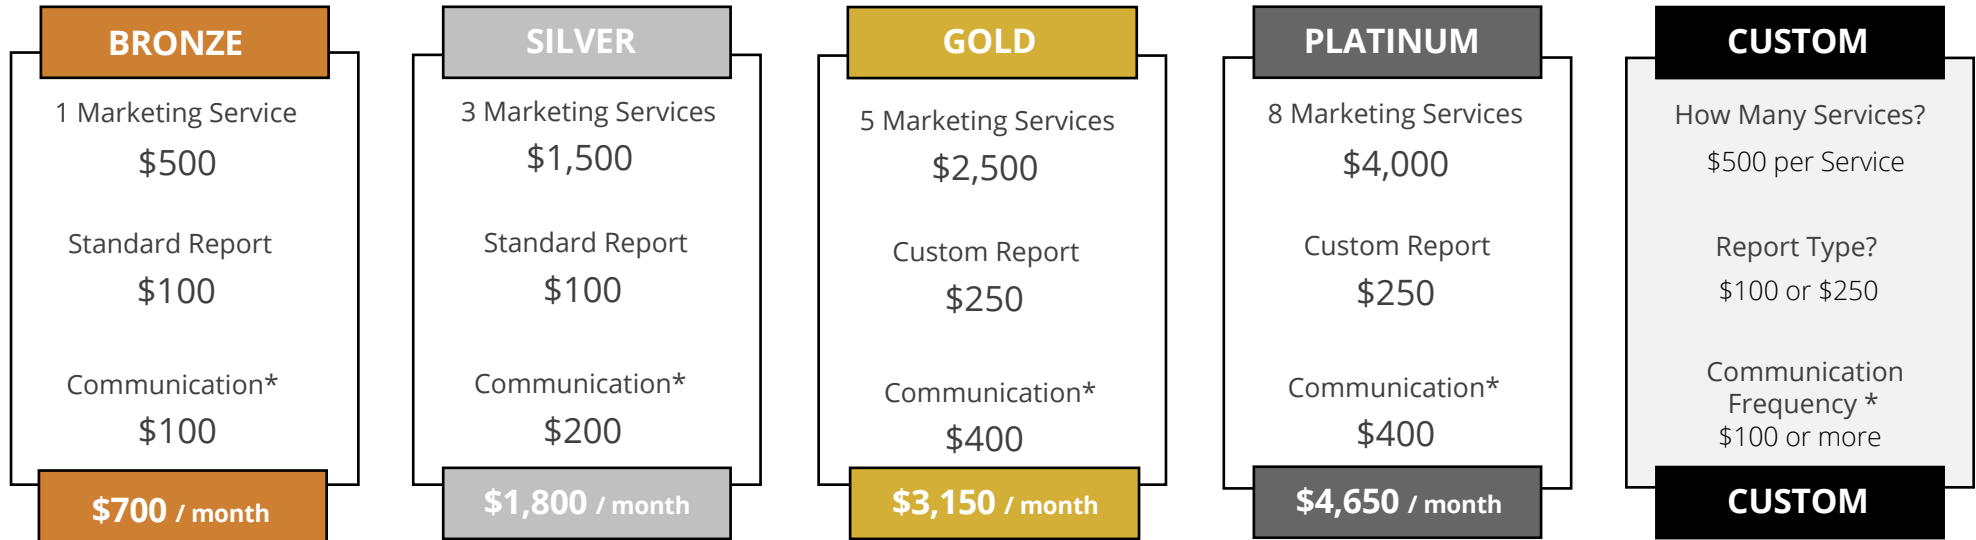 BRONZE
1 Marketing Service
$500
Standard Report
$100
Communication*
$100
$700 / month
SILVER
3 Marketing Services
$1,500
Standard Report
$100
Communication*
$200
$1,800 / month
GOLD
5 Marketing Services
$2,500
Custom Report
$250
Communication*
$400
$3,150 / month
PLATINUM
8 Marketing Services
$4,000
Custom Report
$250
Communication*
$400
$4,650 / month
CUSTOM
How Many Services?
$500 per Service
Report Type?
$100 or $250
Communication
Frequency *
$100 or more
CUSTOM